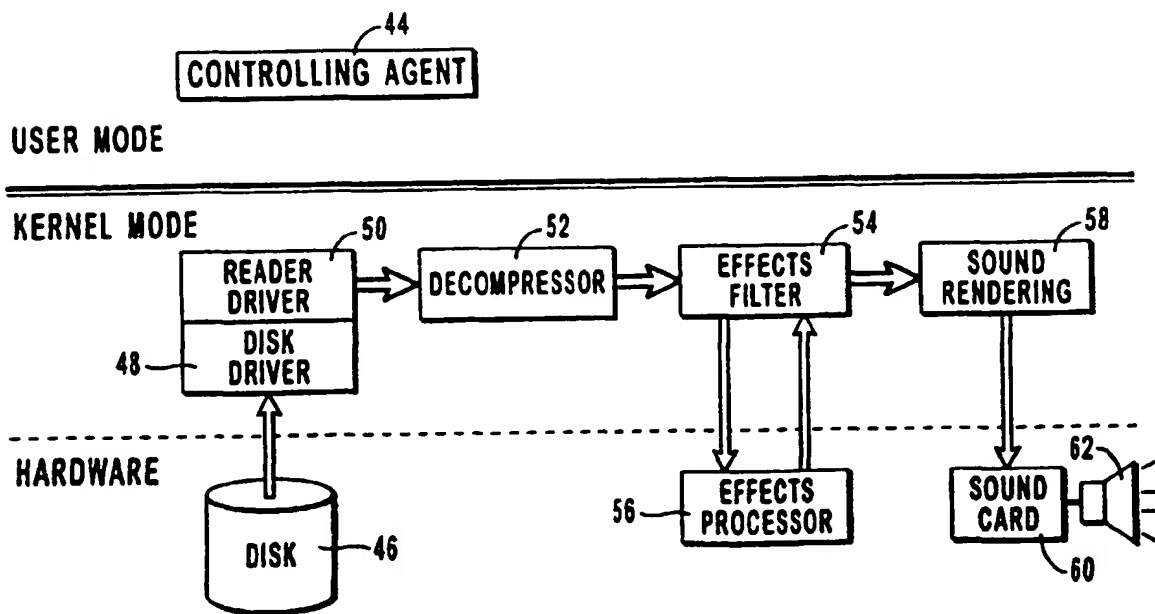 44
CONTROLLING AGENT
USER MODE
KERNEL MODE
50
52
54
58
READER
DRIVER
DECOMPRESSOR
EFFECTS
FILTER
SOUND
RENDERING
48
DISK
DRIVER
HARDWARE
62
56
EFFECTS
PROCESSOR
SOUND
CARD
DISK
46
60